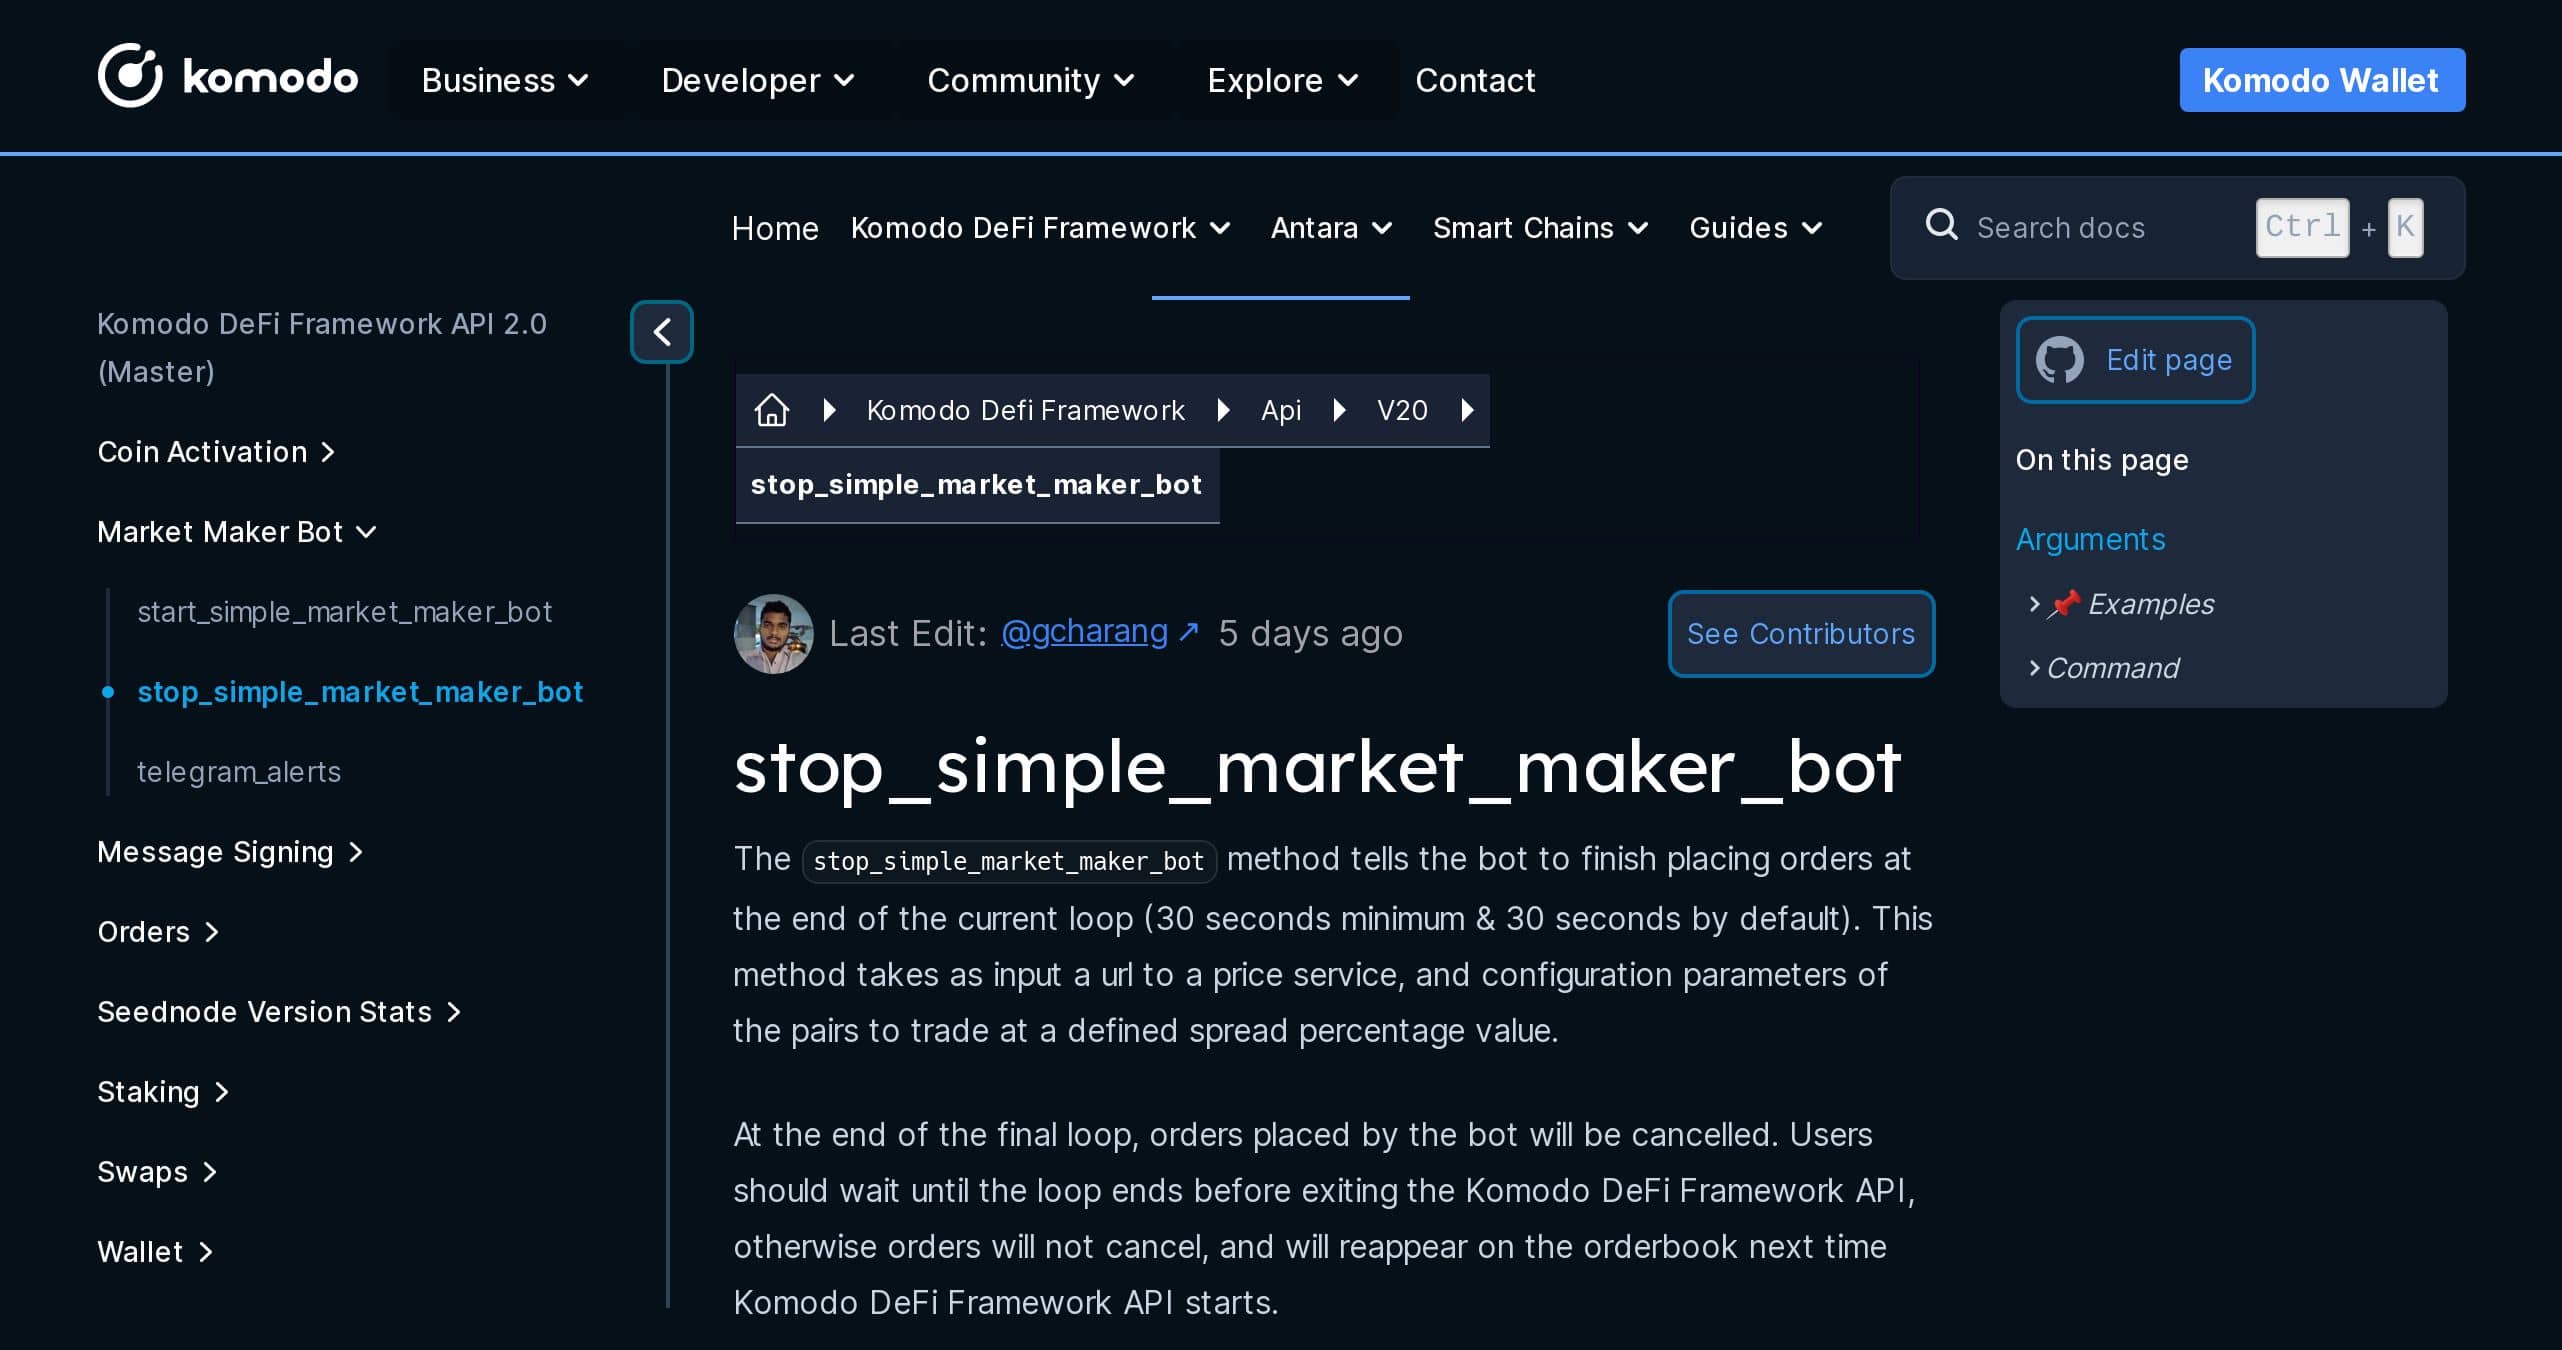 komodo
Business
Developer
Community
Explore
Contact
Komodo Wallet
Home
Komodo DeFi Framework
Antara
Smart Chains
Guides
Search docs
Ctrl + K
Komodo DeFi Framework API 2.0
(Master)
Coin Activation
Market Maker Bot
start_simple_market_maker_bot
stop_simple_market_maker_bot
telegram_alerts
Message Signing
Orders
Seednode Version Stats
Staking
Swaps
Wallet
Komodo Defi Framework
Api
V20
stop_simple_market_maker_bot
Last Edit: @gcharang ↗ 5 days ago
See Contributors
stop_simple_market_maker_bot
The stop_simple_market_maker_bot method tells the bot to finish placing orders at
the end of the current loop (30 seconds minimum & 30 seconds by default). This
method takes as input a url to a price service, and configuration parameters of
the pairs to trade at a defined spread percentage value.
At the end of the final loop, orders placed by the bot will be cancelled. Users
should wait until the loop ends before exiting the Komodo DeFi Framework API,
otherwise orders will not cancel, and will reappear on the orderbook next time
Komodo DeFi Framework API starts.
Edit page
On this page
Arguments
📌 Examples
Command